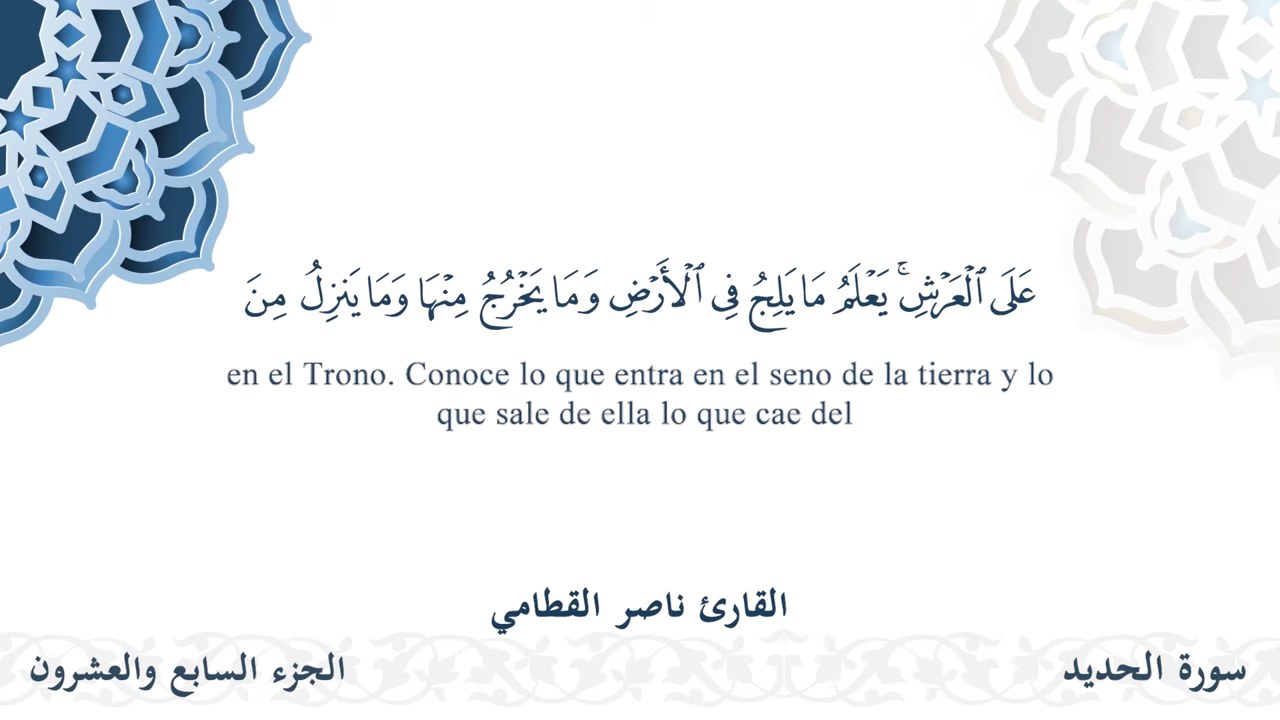 عَلَى ٱلْعَرْشِ ۚ يَعْلَمُ مَا يَلِجُ فِى ٱلْأَرْضِ وَمَا يَخْرُجُ مِنْهَا وَمَا يَنزِلُ مِنَ
en el Trono. Conoce lo que entra en el seno de la tierra y lo
que sale de ella lo que cae del
القارئ ناصر القطامي
سورة الحديد
الجزء السابع والعشرون